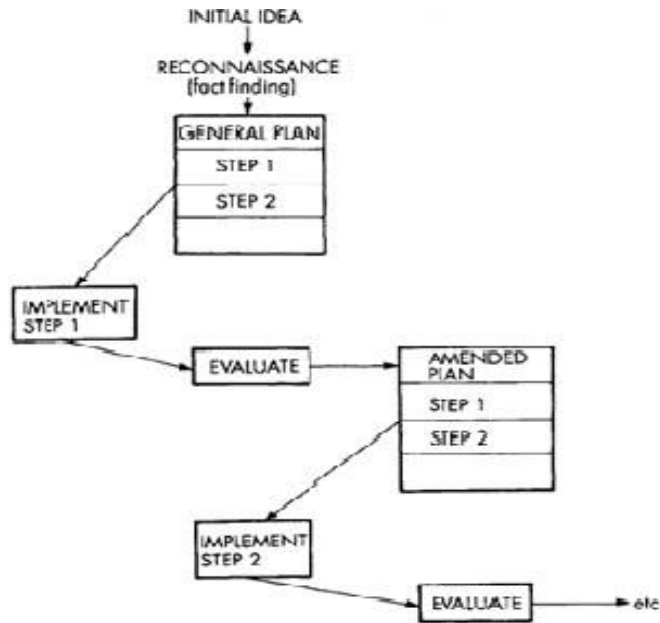 INITIAL IDEA
RECONNAISSANCE
(fact finding)
GENERAL PLAN
STEP 1
STEP 2
IMPLEMENT
STEP 1
EVALUATE
AMENDED
PLAN
STEP 1
STEP 2
IMPLEMENT
STEP 2
EVALUATE
etc